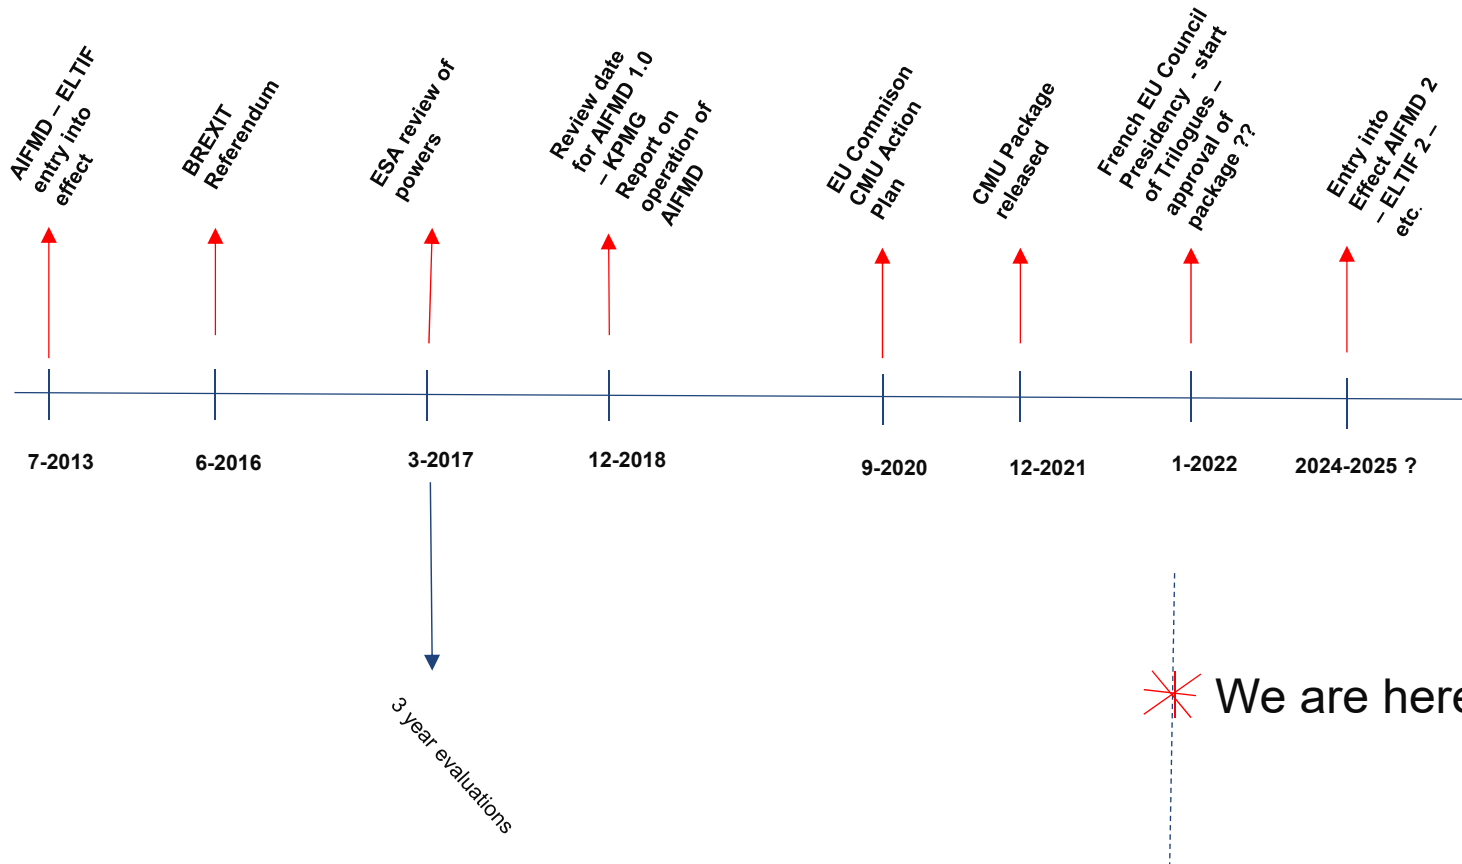 AIFMD – ELTIF
entry into
effect
BREXIT
Referendum
ESA review of
powers
Review date
for AIFMD 1.0
– KPMG
Report on
operation of
AIFMD
EU Commison
CMU Action
Plan
CMU Package
released
French EU Council
Presidency - start
of Trilogues –
approval of
package ??
Entry into
Effect AIFMD 2
– ELTIF 2 –
etc.
7-2013
6-2016
3-2017
12-2018
9-2020
12-2021
1-2022
2024-2025 ?
3 year evaluations
We are here